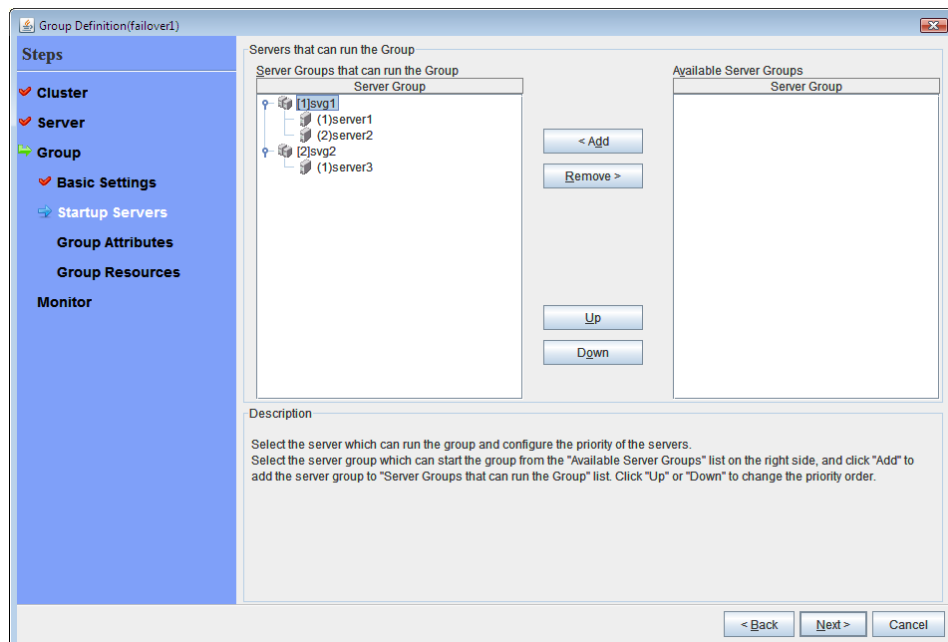 Group Definition(failover1)
Steps
Cluster
Server
Group
Basic Settings
Startup Servers
Group Attributes
Group Resources
Monitor
Servers that can run the Group
Server Groups that can run the Group
Server Group
[1]svg1
(1)server1
(2)server2
[2]svg2
(1)server3
< Add
Remove >
Up
Down
Available Server Groups
Server Group
Description
Select the server which can run the group and configure the priority of the servers.
Select the server group which can start the group from the "Available Server Groups" list on the right side, and click "Add" to
add the server group to "Server Groups that can run the Group" list. Click "Up" or "Down" to change the priority order.
< Back
Next >
Cancel